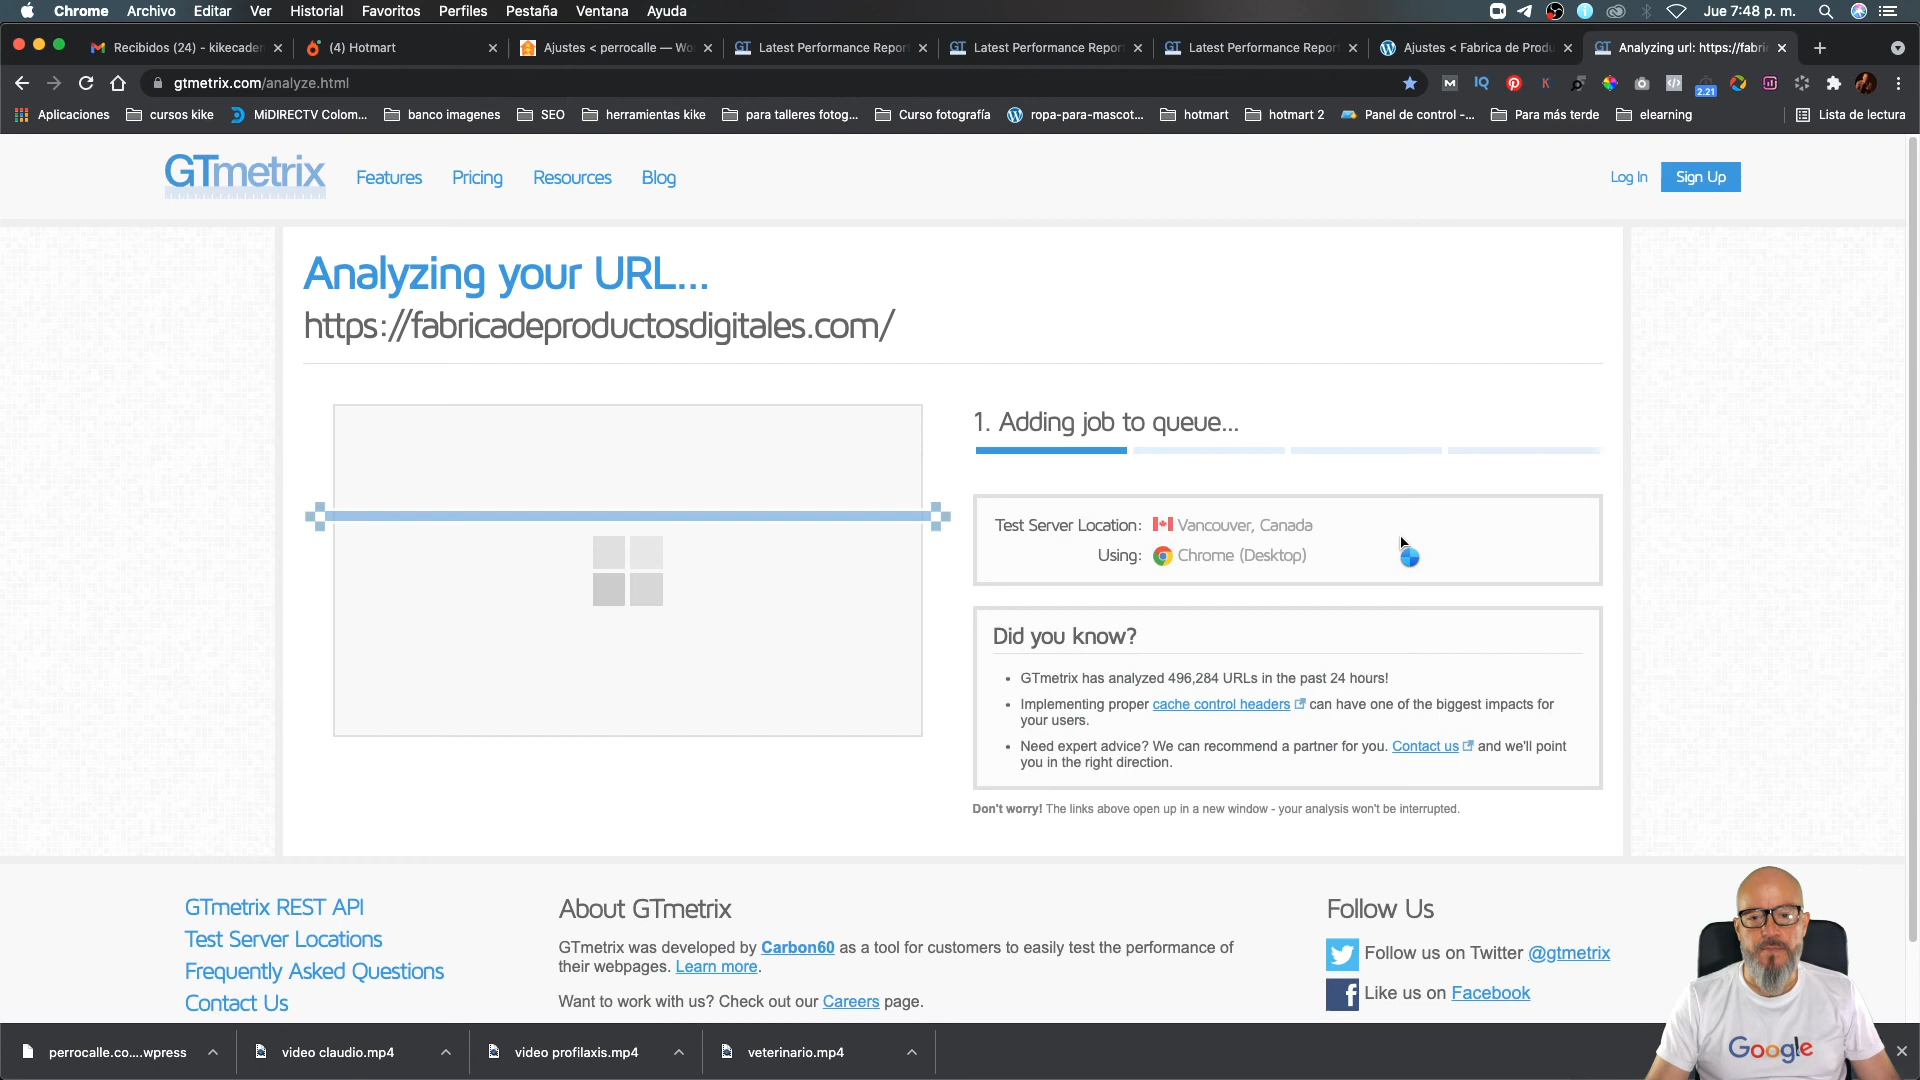 Chrome Archivo Editar Ver Historial Favoritos Perfiles Pestaña Ventana Ayuda Jue 7:48 p. m.
Recibidos (24) - kikecaden
(4) Hotmart
Ajustes < perrocalle — Wo
Latest Performance Report
Latest Performance Report
Latest Performance Report
Ajustes < Fabrica de Produ
Analyzing url: https://fabri
gtmetrix.com/analyze.html
2.21
Aplicaciones cursos kike MiDIRECTV Colom... banco imagenes SEO herramientas kike para talleres fotog... Curso fotografía ropa-para-mascot... hotmart hotmart 2 Panel de control -... Para más terde elearning Lista de lectura
GTmetrix Features Pricing Resources Blog Log In Sign Up
Analyzing your URL...
https://fabricadeproductosdigitales.com/
1. Adding job to queue...
Test Server Location: Vancouver, Canada
Using: Chrome (Desktop)
Did you know?
• GTmetrix has analyzed 496,284 URLs in the past 24 hours!
• Implementing proper cache control headers can have one of the biggest impacts for
your users.
• Need expert advice? We can recommend a partner for you. Contact us and we'll point
you in the right direction.
Don't worry! The links above open up in a new window - your analysis won't be interrupted.
GTmetrix REST API
Test Server Locations
Frequently Asked Questions
Contact Us
About GTmetrix
GTmetrix was developed by Carbon60 as a tool for customers to easily test the performance of
their webpages. Learn more.
Want to work with us? Check out our Careers page.
Follow Us
Follow us on Twitter @gtmetrix
Like us on Facebook
Google
perrocalle.co....wpress video claudio.mp4 video profilaxis.mp4 veterinario.mp4